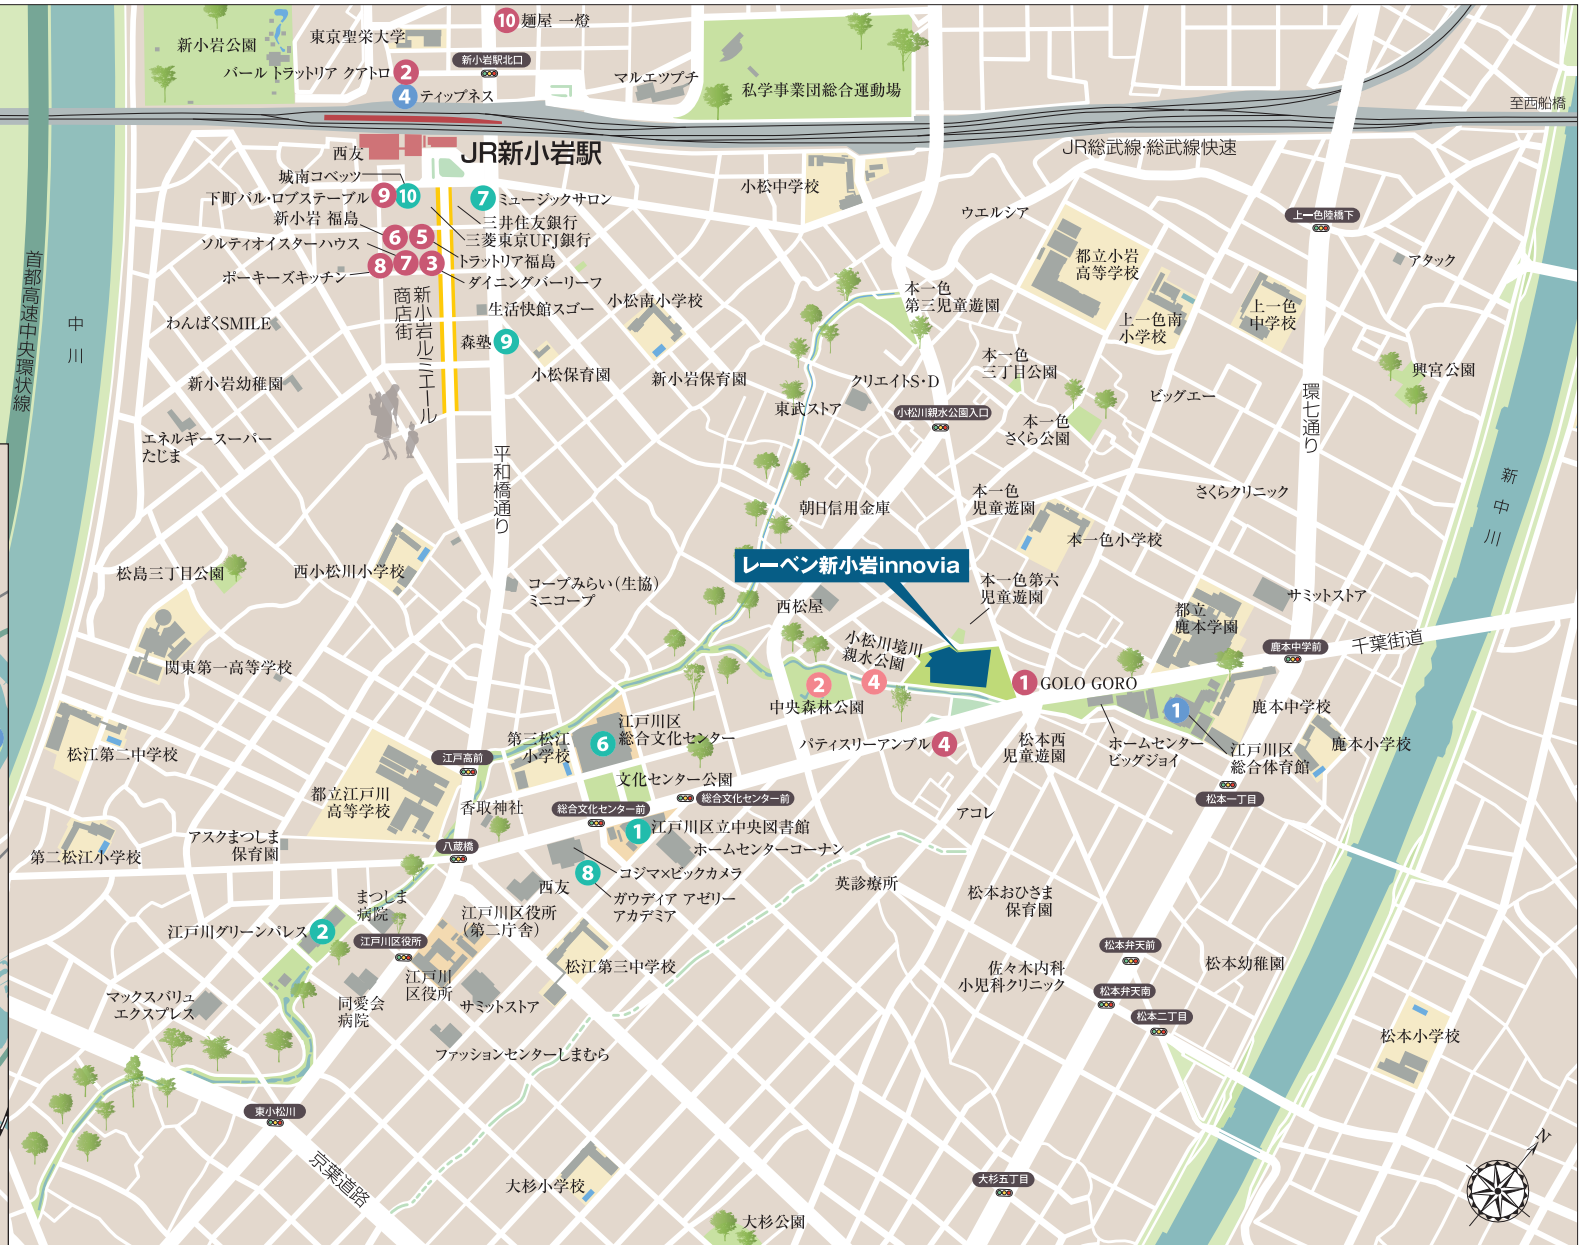 10 麺屋 一燈
新小岩公園
東京聖栄大学
新小岩駅北口
バール トラットリア クアトロ 2
4 ティップネス
マルエツプチ
私学事業団総合運動場
至西船橋
西友
JR新小岩駅
JR総武線・総武線快速
城南コベッツ
下町バル・ロブステーブル 9 10
7 ミュージックサロン
小松中学校
新小岩 福島
三井住友銀行
三菱東京UFJ銀行
ウエルシア
上一色陸橋下
ソルティオイスターハウス
6 5
トラットリア福島
ポーキーズキッチン
8 7 3
ダイニングバーリーフ
都立小岩
高等学校
アタック
首都高速中央環状線
中川
新小岩ルミエール
商店街
生活快館スゴー
小松南小学校
本一色
第三児童遊園
上一色南
小学校
上一色
中学校
わんぱくSMILE
森塾 9
新小岩幼稚園
小松保育園
新小岩保育園
クリエイトS・D
本一色
三丁目公園
興宮公園
ビッグエー
東武ストア
小松川親水公園入口
本一色
さくら公園
環七通り
エネルギースーパー
たじま
平和橋通り
朝日信用金庫
本一色
児童遊園
さくらクリニック
新中川
本一色小学校
松島三丁目公園
西小松川小学校
レーベン新小岩innovia
コープみらい（生協）
ミニコープ
西松屋
本一色第六
児童遊園
サミットストア
都立
鹿本学園
小松川境川
親水公園
鹿本中学前
千葉街道
関東第一高等学校
2
4
1 GOLO GORO
中央森林公園
1
鹿本中学校
松江第二中学校
江戸高前
第三松江
小学校
6
江戸川区
総合文化センター
パティスリーアンブル 4
松本西
児童遊園
ホームセンター
ビッグジョイ
江戸川区
総合体育館
鹿本小学校
文化センター公園
都立江戸川
高等学校
香取神社
総合文化センター前
総合文化センター前
松本一丁目
アコレ
アスクまつしま
保育園
八蔵橋
1 江戸川区立中央図書館
ホームセンターコーナン
第二松江小学校
コジマ×ビックカメラ
西友
8
ガウディア アゼリー
アカデミア
英診療所
松本おひさま
保育園
まつしま
病院
江戸川グリーンパレス 2
江戸川区役所
（第二庁舎）
江戸川区役所
松江第三中学校
松本弁天前
松本幼稚園
佐々木内科
小児科クリニック
江戸川
区役所
マックスバリュ
エクスプレス
同愛会
病院
サミットストア
松本弁天南
松本二丁目
松本小学校
ファッションセンターしまむら
東小松川
京葉道路
大杉小学校
大杉五丁目
大杉公園
N